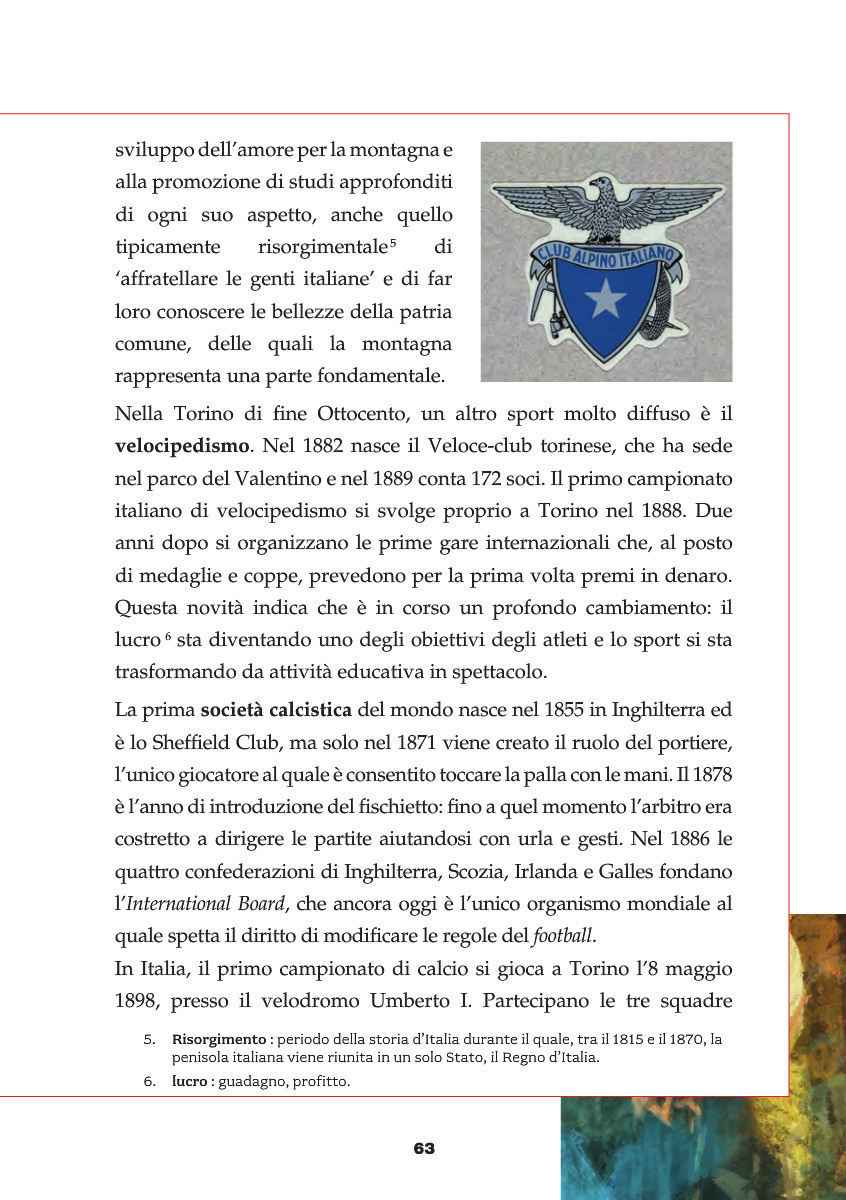 sviluppo dell’amore per la montagna e
alla promozione di studi approfonditi
di ogni suo aspetto, anche quello
tipicamente risorgimentale 5 di
‘affratellare le genti italiane’ e di far
loro conoscere le bellezze della patria
comune, delle quali la montagna
rappresenta una parte fondamentale.
CLUB ALPINO ITALIANO
Nella Torino di fine Ottocento, un altro sport molto diffuso è il
velocipedismo. Nel 1882 nasce il Veloce-club torinese, che ha sede
nel parco del Valentino e nel 1889 conta 172 soci. Il primo campionato
italiano di velocipedismo si svolge proprio a Torino nel 1888. Due
anni dopo si organizzano le prime gare internazionali che, al posto
di medaglie e coppe, prevedono per la prima volta premi in denaro.
Questa novità indica che è in corso un profondo cambiamento: il
lucro 6 sta diventando uno degli obiettivi degli atleti e lo sport si sta
trasformando da attività educativa in spettacolo.
La prima società calcistica del mondo nasce nel 1855 in Inghilterra ed
è lo Sheffield Club, ma solo nel 1871 viene creato il ruolo del portiere,
l’unico giocatore al quale è consentito toccare la palla con le mani. Il 1878
è l’anno di introduzione del fischietto: fino a quel momento l’arbitro era
costretto a dirigere le partite aiutandosi con urla e gesti. Nel 1886 le
quattro confederazioni di Inghilterra, Scozia, Irlanda e Galles fondano
l’International Board, che ancora oggi è l’unico organismo mondiale al
quale spetta il diritto di modificare le regole del football.
In Italia, il primo campionato di calcio si gioca a Torino l’8 maggio
1898, presso il velodromo Umberto I. Partecipano le tre squadre
5. Risorgimento : periodo della storia d’Italia durante il quale, tra il 1815 e il 1870, la
penisola italiana viene riunita in un solo Stato, il Regno d’Italia.
6. lucro : guadagno, profitto.
63